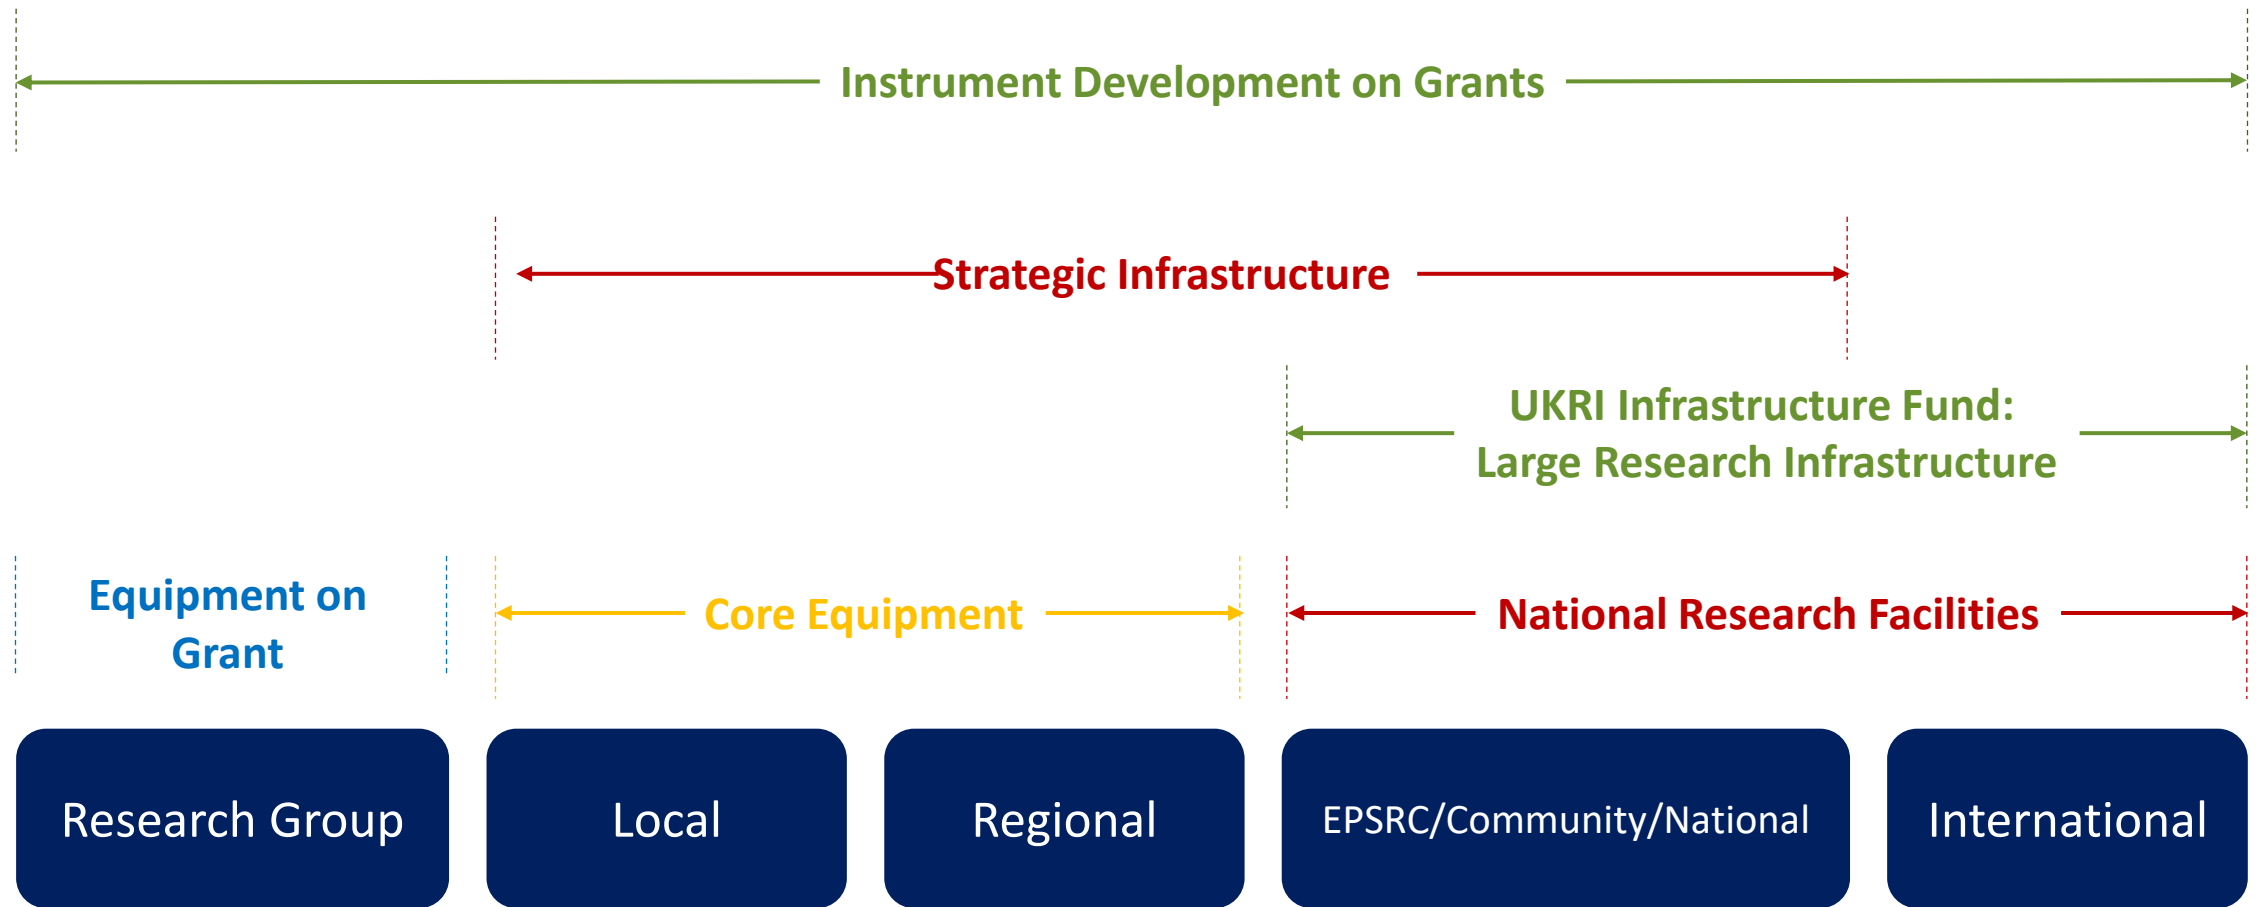 Instrument Development on Grants
Strategic Infrastructure
UKRI Infrastructure Fund:
Large Research Infrastructure
Equipment on
Grant
Core Equipment
National Research Facilities
Research Group
Local
Regional
EPSRC/Community/National
International